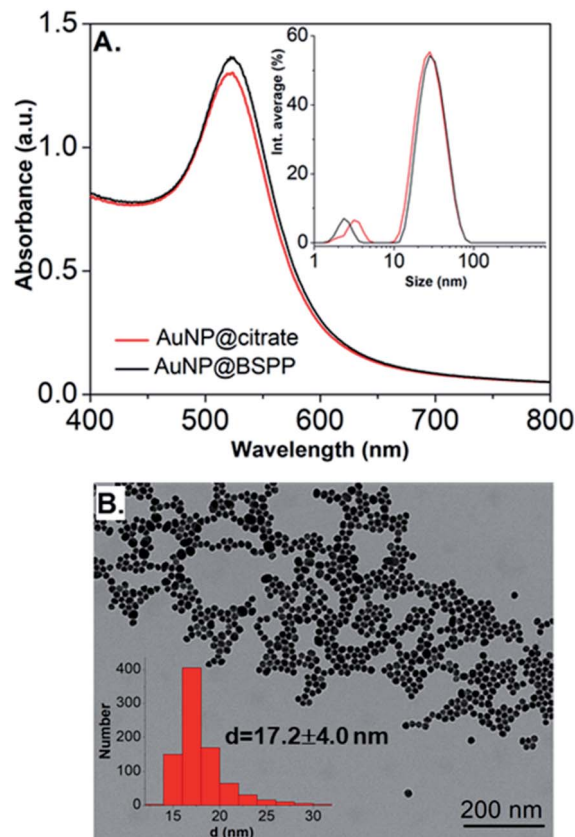 A.
1.5
1.0
0.5
0.0
Absorbance (a.u.)
AuNP@citrate
AuNP@BSPP
400 500 600 700 800
Wavelength (nm)
60
40
20
0
Int. average (%)
1 10 100
Size (nm)
B.
400
300
200
100
0
Number
d=17.2±4.0 nm
15 20 25 30
d (nm)
200 nm